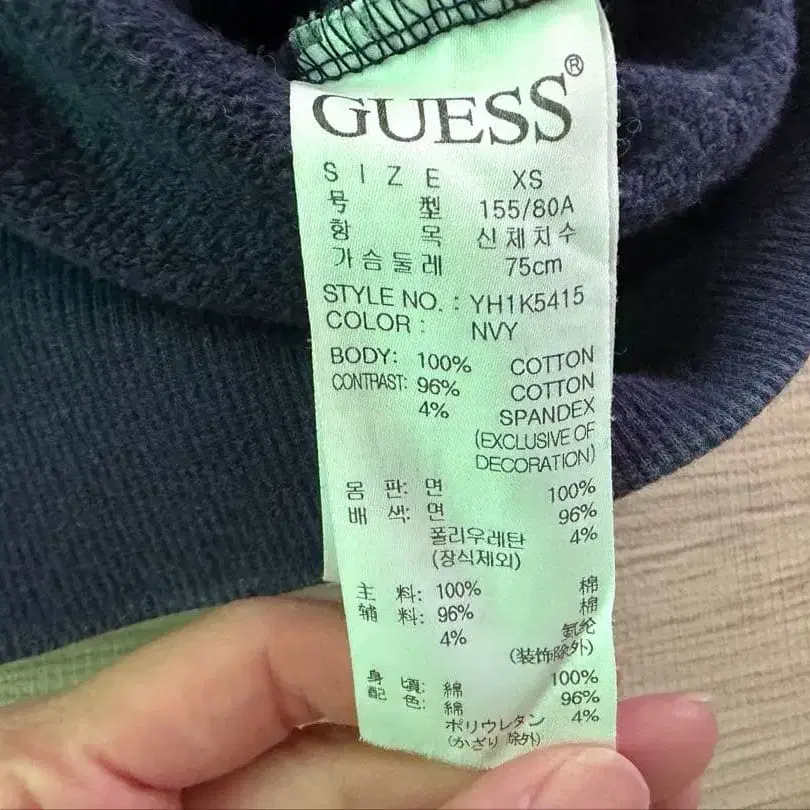 GUESS®
SIZE XS
号型 155/80A
항목 신체치수
가슴둘레 75cm
STYLE NO. : YH1K5415
COLOR : NVY
BODY: 100% COTTON
CONTRAST: 96% COTTON
4% SPANDEX
(EXCLUSIVE OF
DECORATION)
몸판: 면 100%
배색: 면 96%
폴리우레탄 4%
(장식제외)
主料: 100% 棉
辅料: 96% 棉
4% 氨纶
(装饰除外)
身頃: 綿 100%
配色: 綿 96%
ポリウレタン 4%
(かざり 除外)